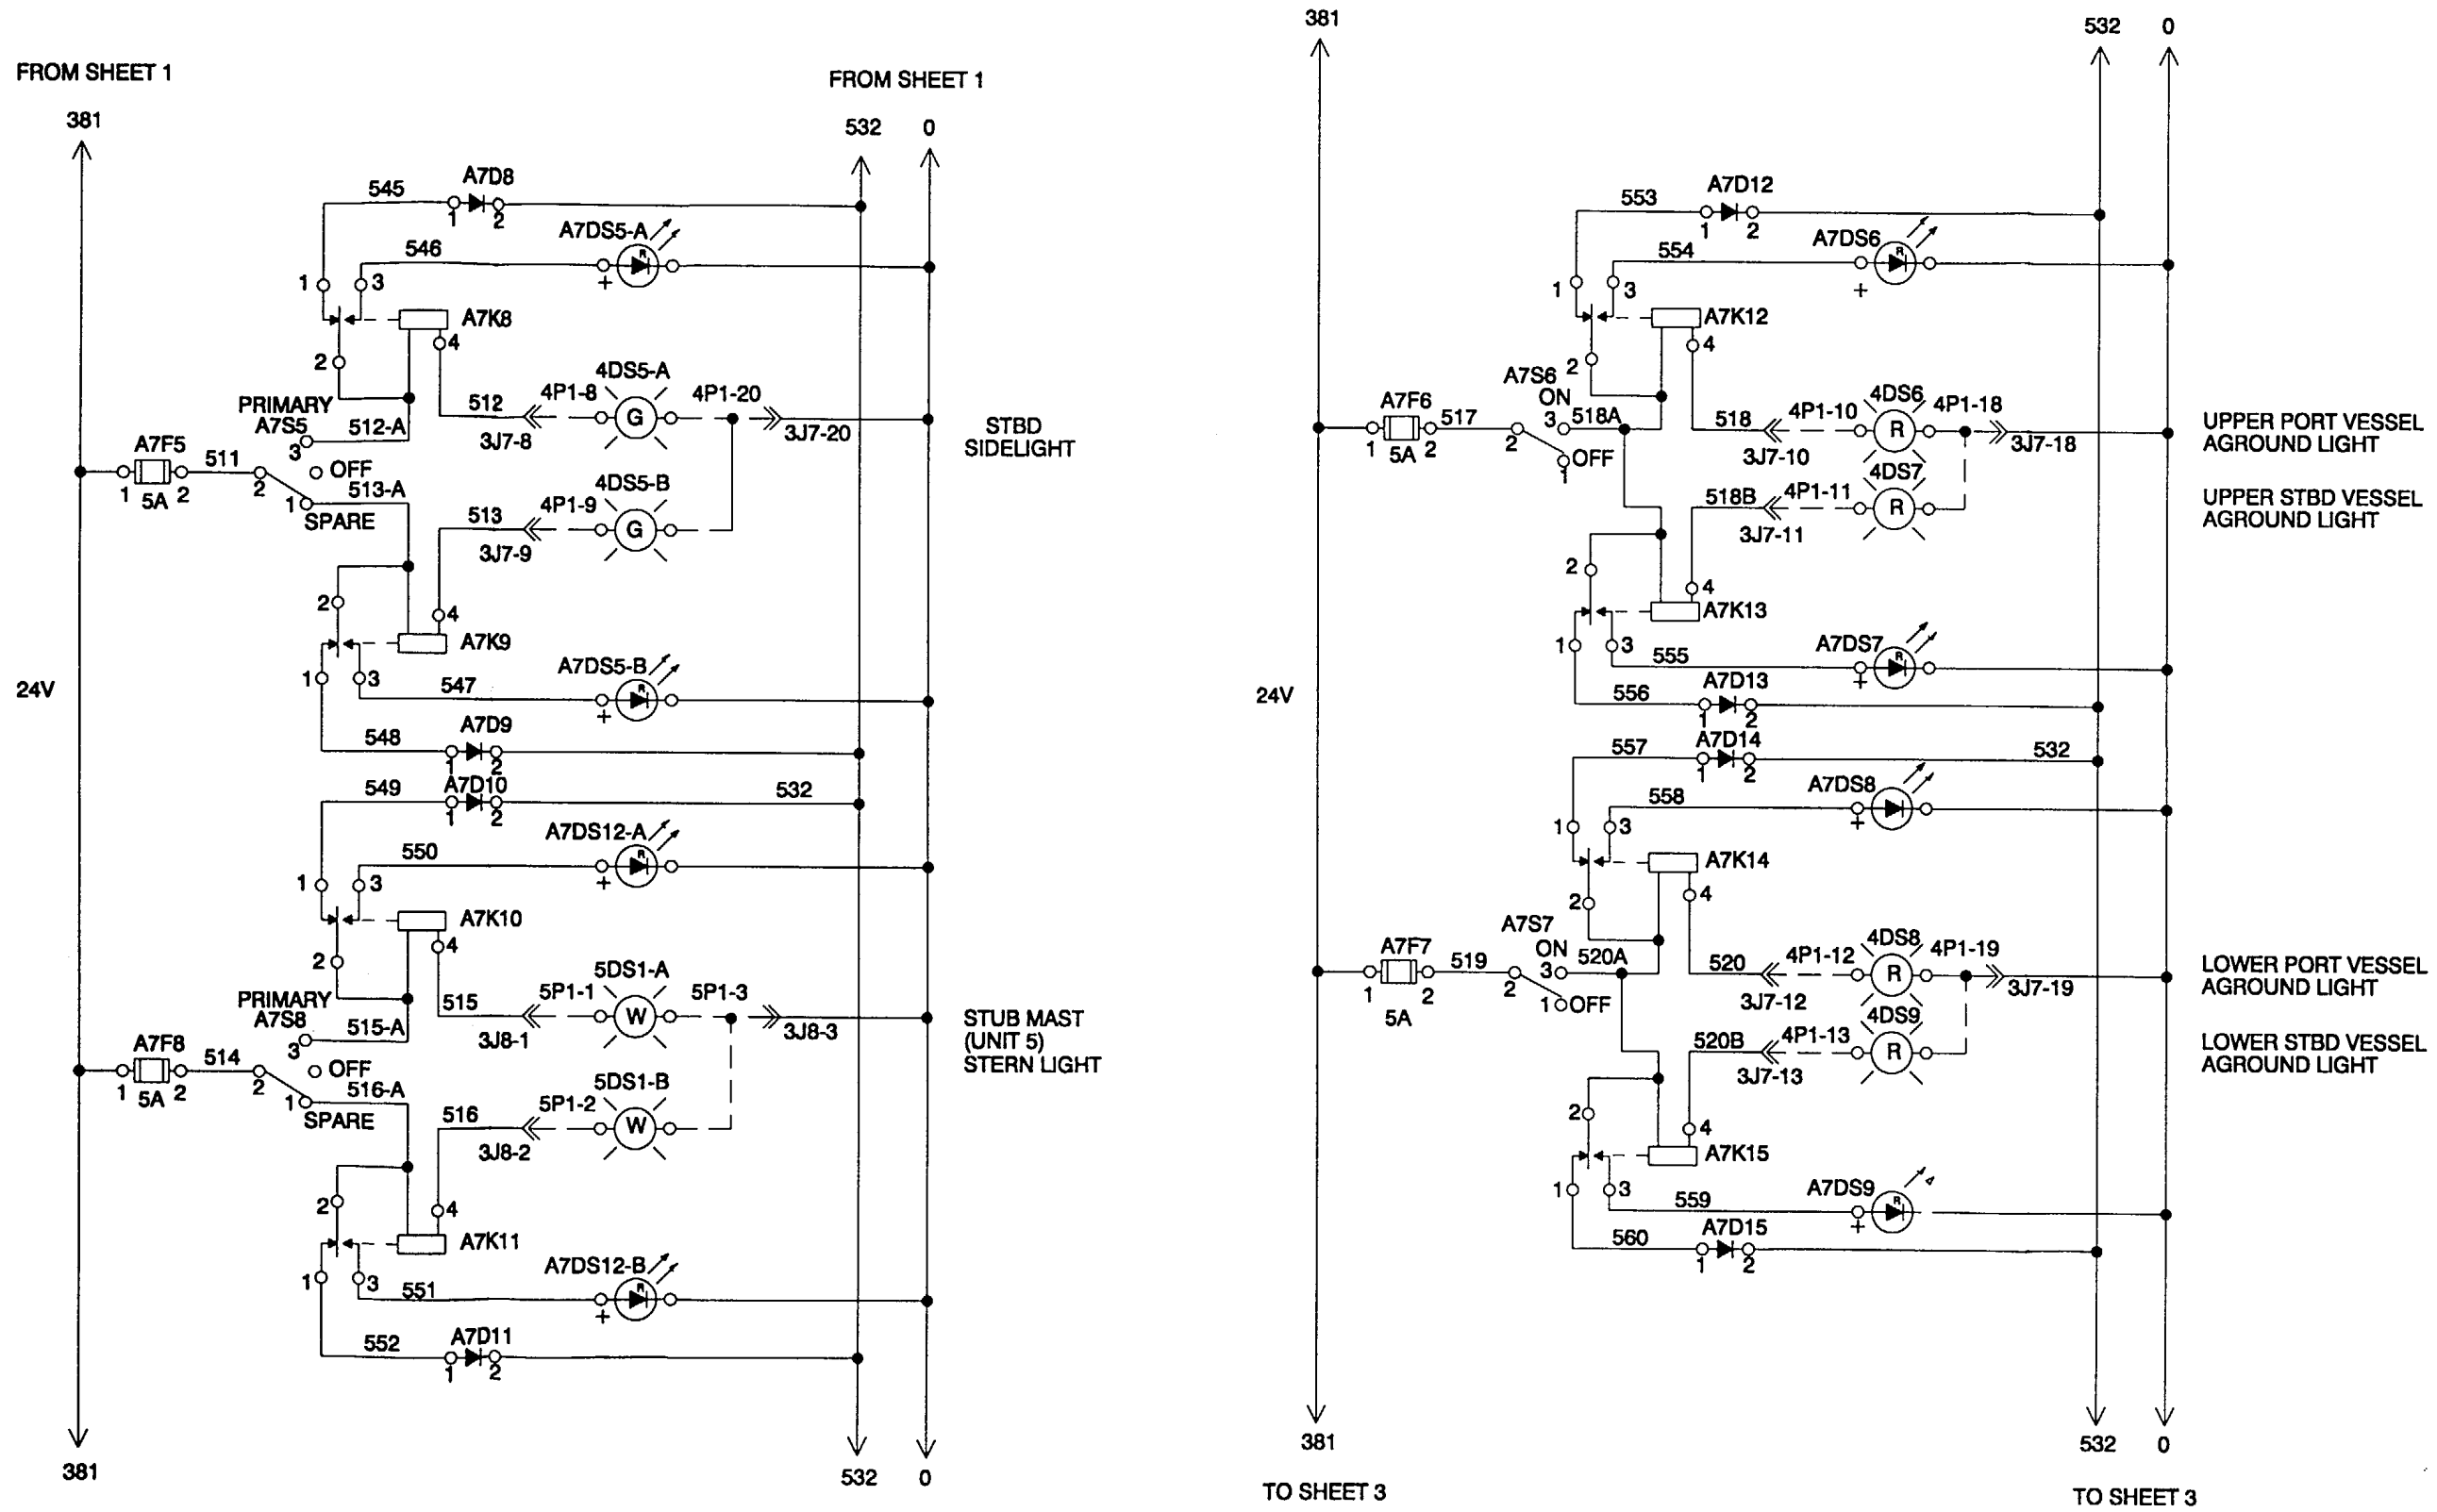 FROM SHEET 1
FROM SHEET 1
381
532
0
545
A7D8
1
2
A7DS5-A
R
546
+
1
3
A7K8
2
4
PRIMARY
A7S5
3
512-A
512
4P1-8
3J7-8
4DS5-A
G
4P1-20
3J7-20
STBD
SIDELIGHT
A7F5
1
5A
2
511
2
OFF
513-A
1
SPARE
513
4P1-9
3J7-9
4DS5-B
G
2
4
A7K9
1
3
547
A7DS5-B
R
+
24V
548
A7D9
1
2
549
A7D10
1
2
532
A7DS12-A
R
550
+
1
3
A7K10
2
4
PRIMARY
A7S8
3
515-A
515
5P1-1
3J8-1
5DS1-A
W
5P1-3
3J8-3
STUB MAST
(UNIT 5)
STERN LIGHT
A7F8
1
5A
2
514
2
OFF
516-A
1
SPARE
516
5P1-2
3J8-2
5DS1-B
W
2
4
A7K11
1
3
551
A7DS12-B
R
+
552
A7D11
1
2
381
532
0
381
532
0
553
A7D12
1
2
A7DS6
R
554
+
1
3
A7K12
2
4
A7S6
ON
3
518A
A7F6
1
5A
2
517
2
OFF
1
518
4P1-10
3J7-10
4DS6
R
4P1-18
3J7-18
UPPER PORT VESSEL
AGROUND LIGHT
518B
4P1-11
3J7-11
4DS7
R
UPPER STBD VESSEL
AGROUND LIGHT
2
4
A7K13
1
3
555
A7DS7
R
+
24V
556
A7D13
1
2
557
A7D14
1
2
532
A7DS8
558
+
1
3
A7K14
2
4
A7S7
ON
3
520A
A7F7
1
5A
2
519
2
1
OFF
520
4P1-12
3J7-12
4DS8
R
4P1-19
3J7-19
LOWER PORT VESSEL
AGROUND LIGHT
520B
4P1-13
3J7-13
4DS9
R
LOWER STBD VESSEL
AGROUND LIGHT
2
4
A7K15
1
3
559
A7DS9
R
+
560
A7D15
1
2
381
532
0
TO SHEET 3
TO SHEET 3